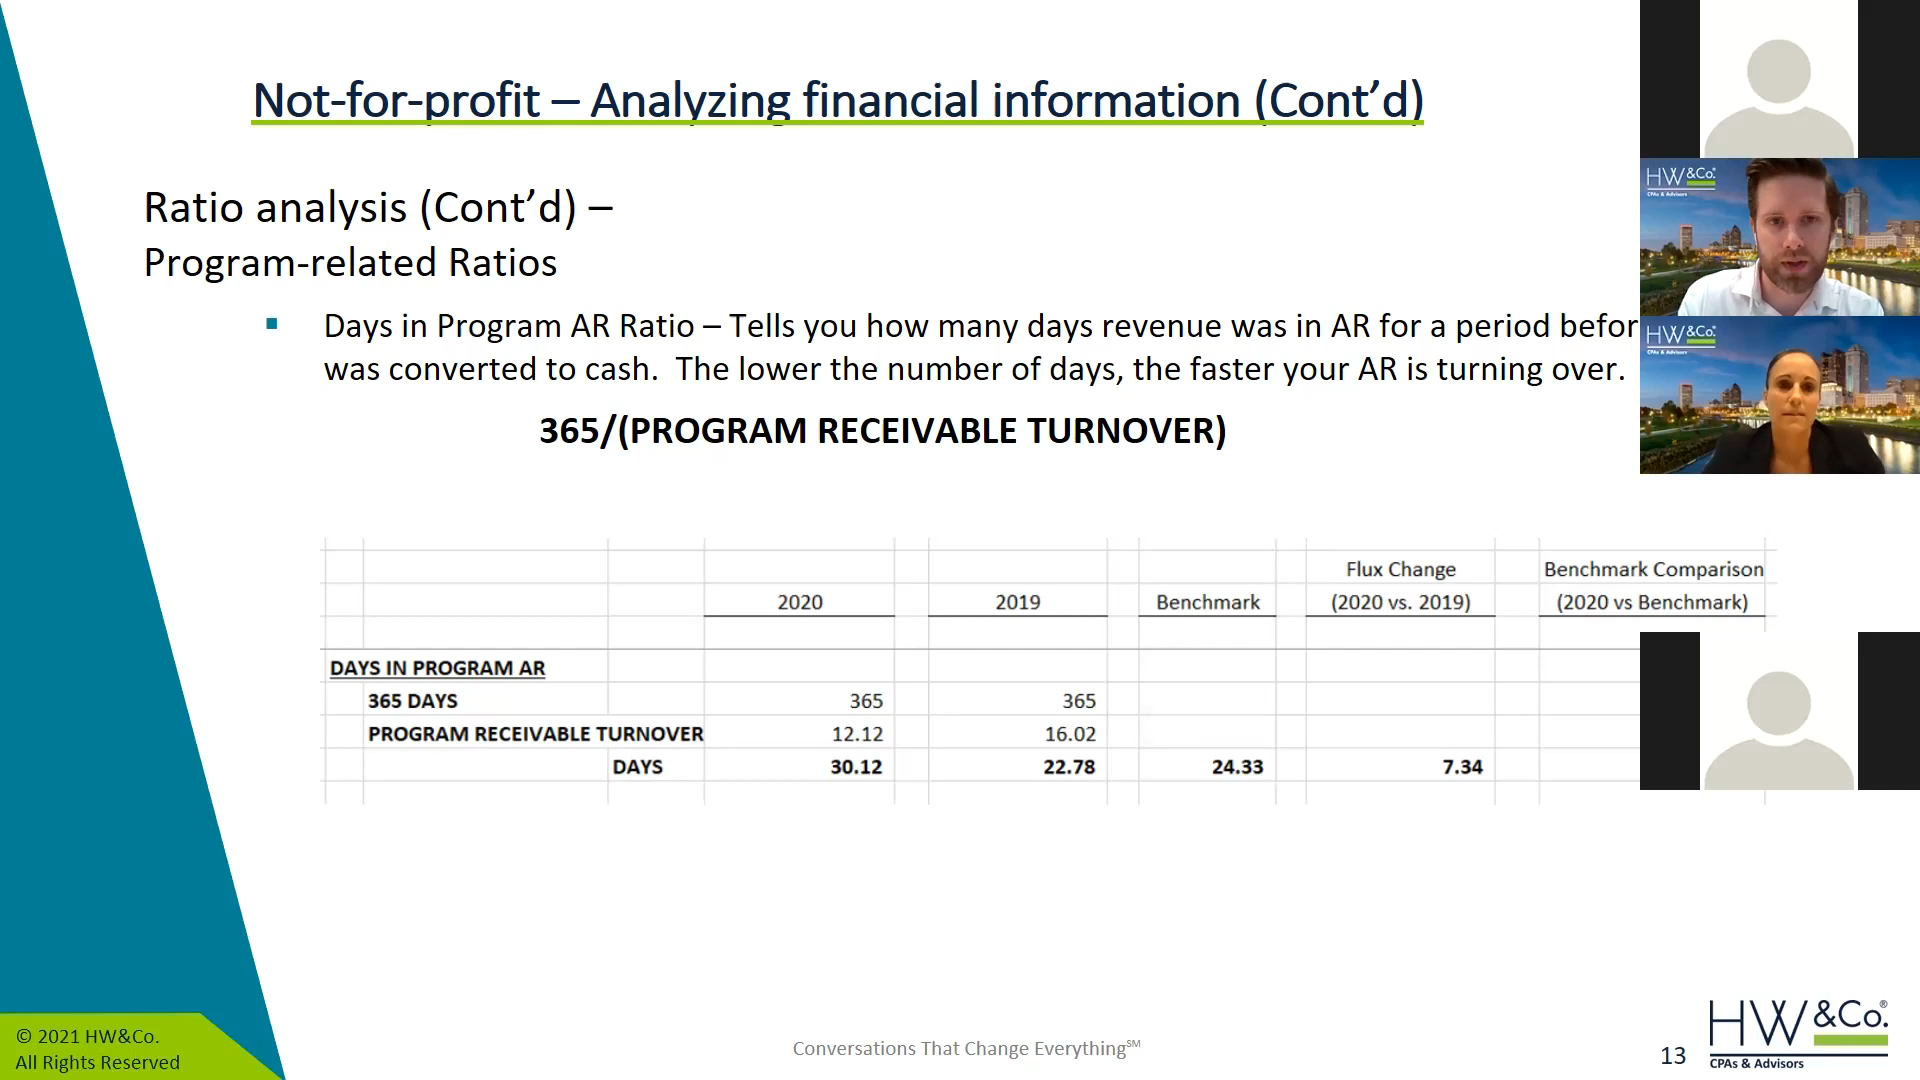 Not-for-profit – Analyzing financial information (Cont’d)
Ratio analysis (Cont’d) –
Program-related Ratios
▪ Days in Program AR Ratio – Tells you how many days revenue was in AR for a period befor
was converted to cash.  The lower the number of days, the faster your AR is turning over.
365/(PROGRAM RECEIVABLE TURNOVER)
Flux Change Benchmark Comparison
2020 2019 Benchmark (2020 vs. 2019) (2020 vs Benchmark)
DAYS IN PROGRAM AR
365 DAYS 365 365
PROGRAM RECEIVABLE TURNOVER 12.12 16.02
DAYS 30.12 22.78 24.33 7.34
HW&Co.®
CPAs & Advisors
HW&Co.®
CPAs & Advisors
© 2021 HW&Co.
All Rights Reserved
Conversations That Change Everything℠
13
HW&Co.®
CPAs & Advisors